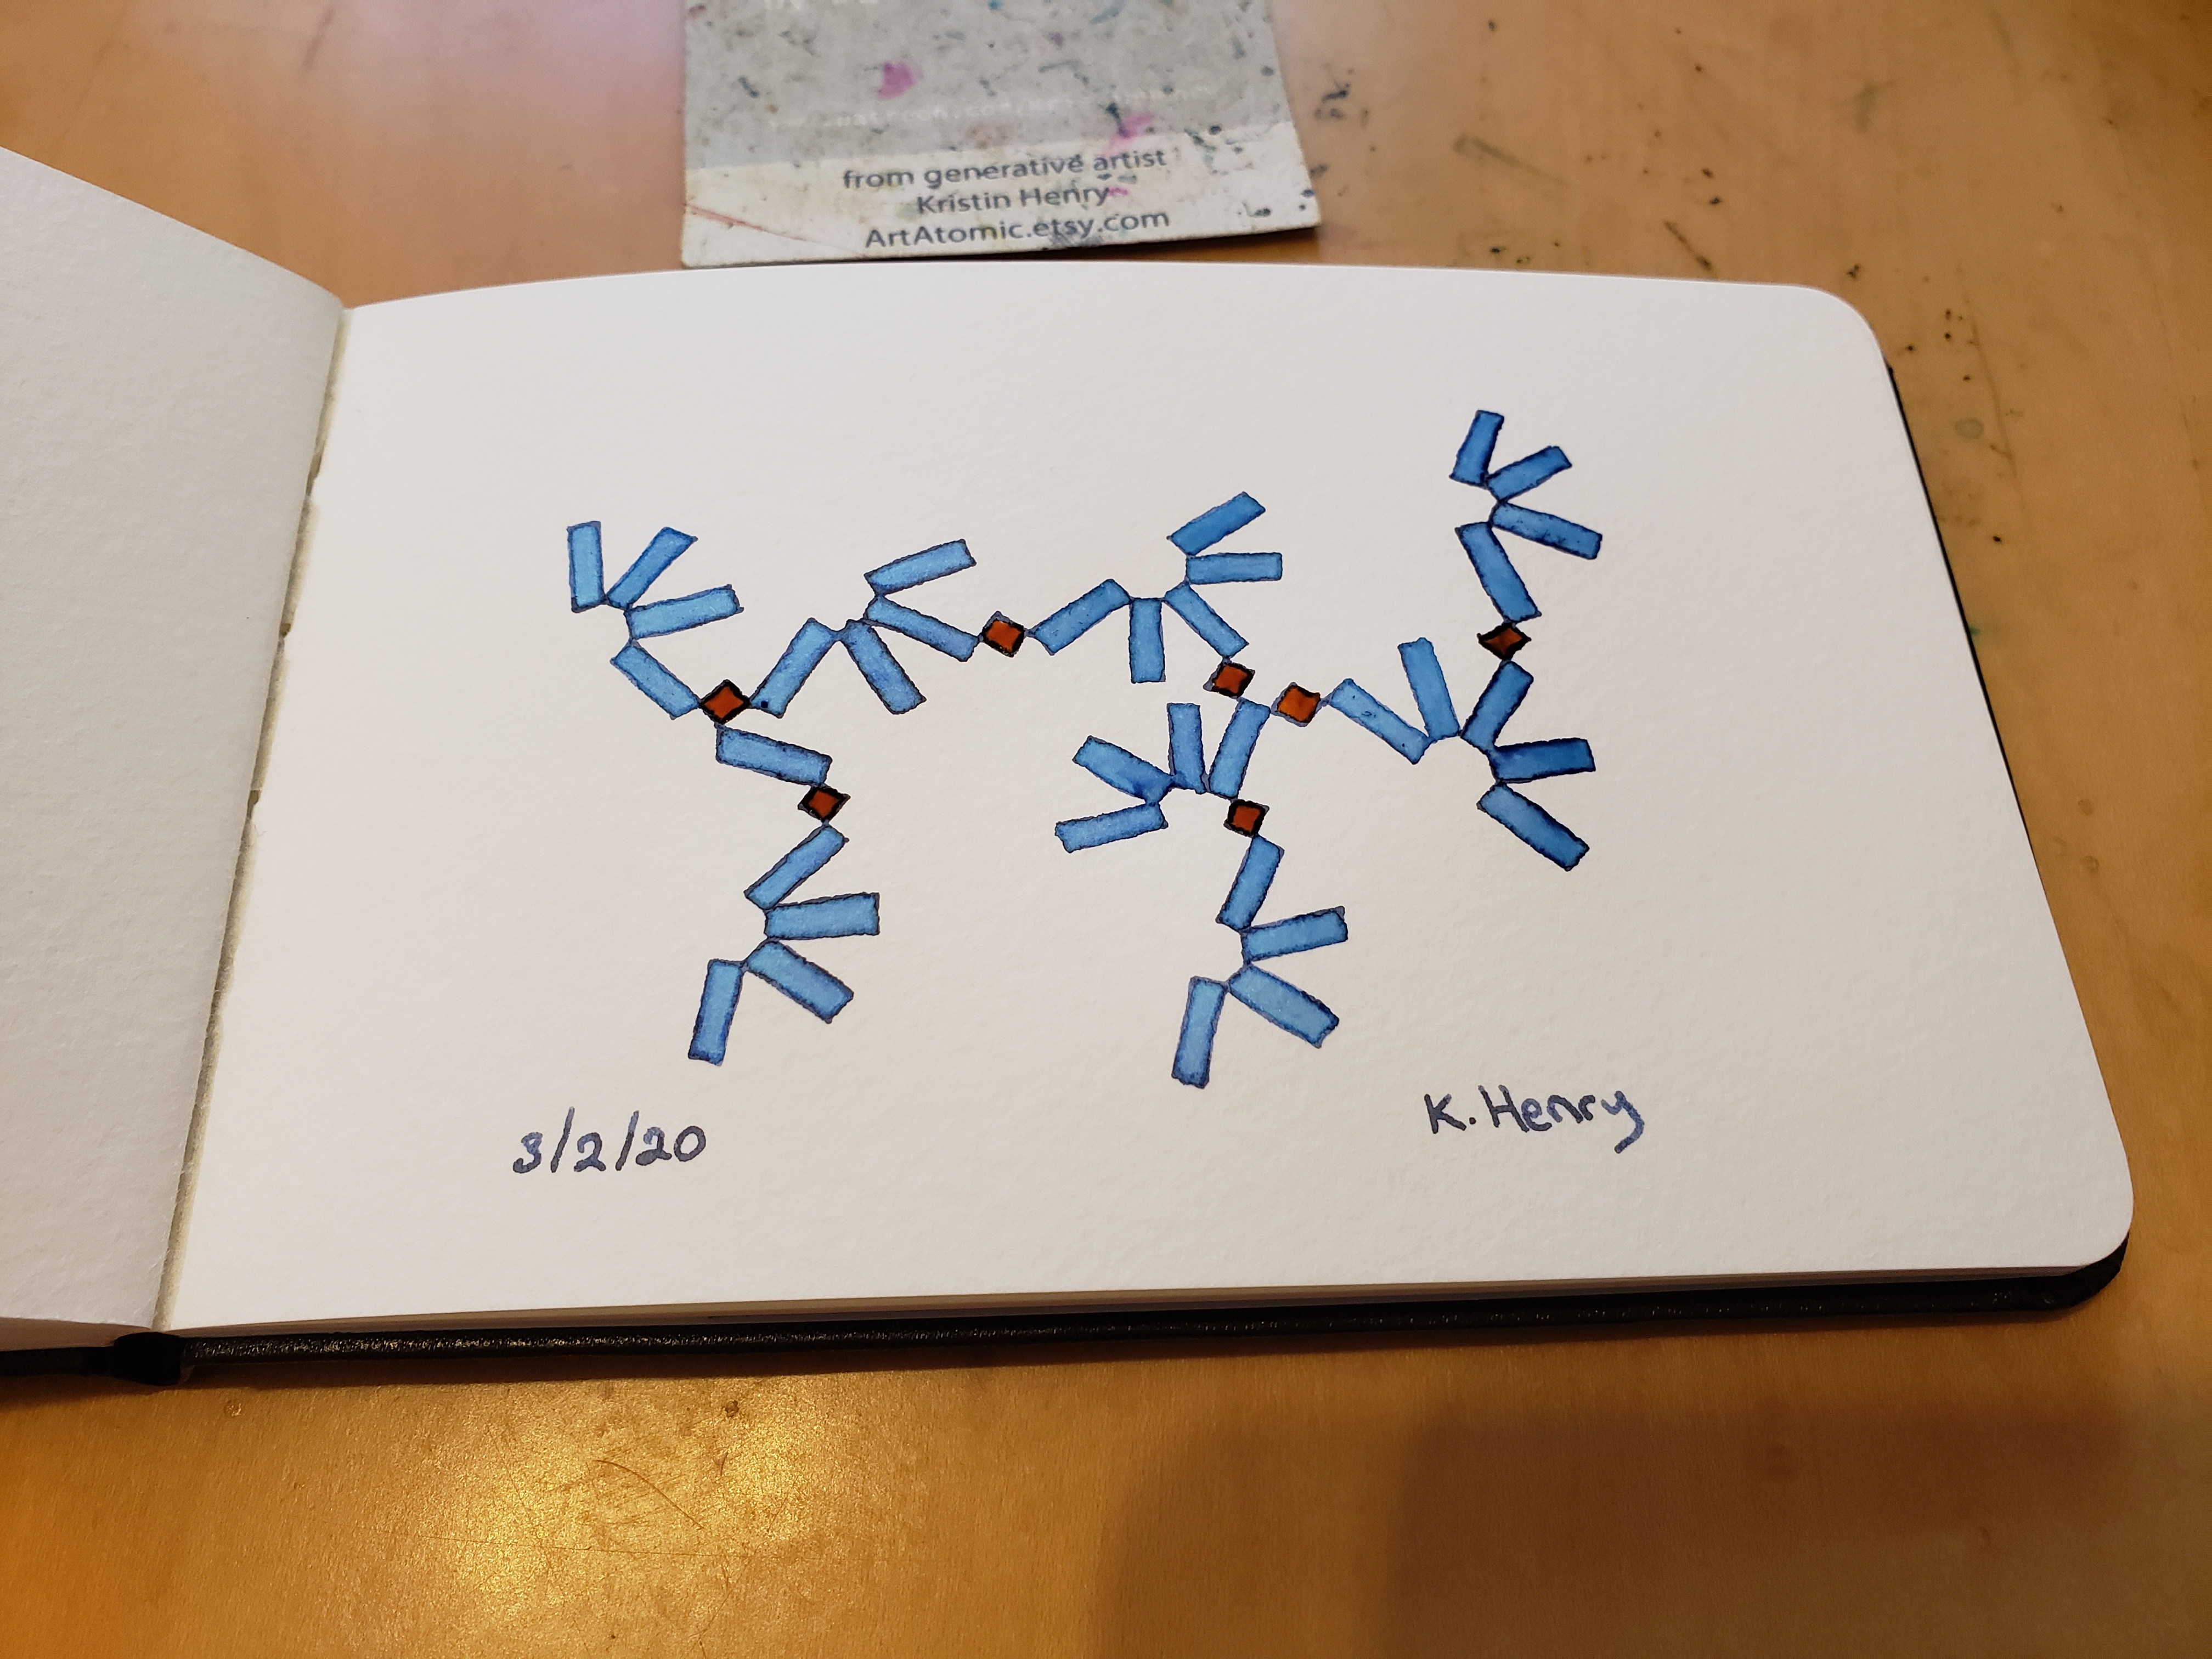 from generative artist
Kristin Henry
ArtAtomic.etsy.com
3/2/20
K. Henry